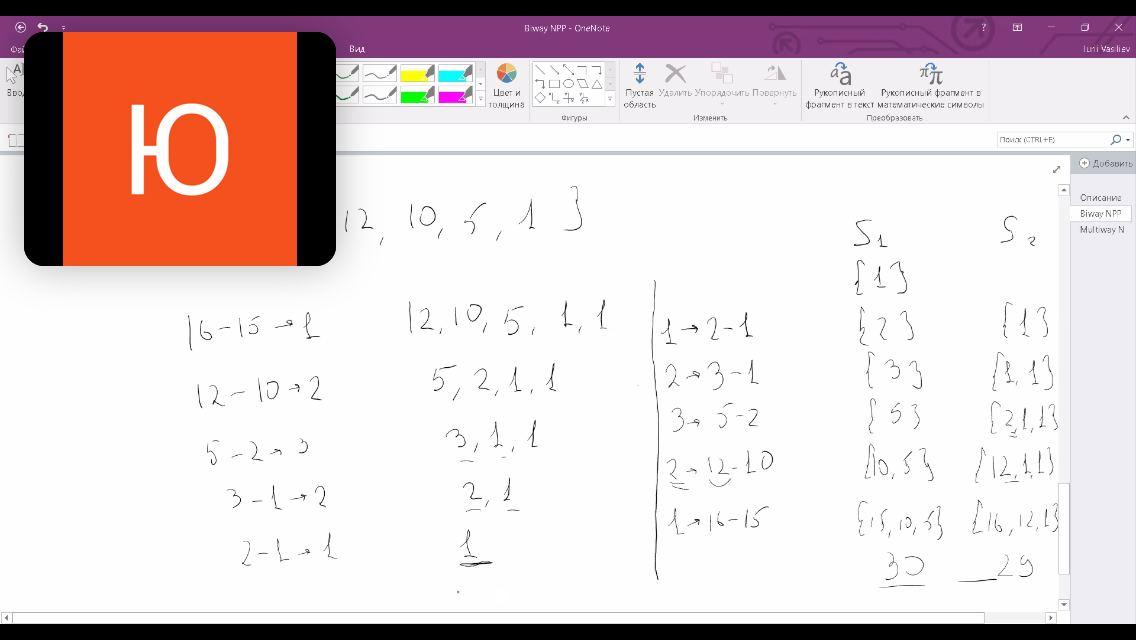 Biway NPP - OneNote
Iurii Vasiliev
Вид
Цвет и толщина
Фигуры
Пустая область
Удалить
Упорядочить
Повернуть
Изменить
Рукописный фрагмент в текст
Рукописный фрагмент в математические символы
Преобразовать
Поиск (CTRL+E)
Добавить
Описание
Biway NPP
Multiway N
Ю
12, 10, 5, 1 }
S1 S2
{1}
16-15→1 12,10,5,1,1 1→2-1 {2} {1}
12-10→2 5,2,1,1 2→3-1 {3} {1,1}
5-2→3 3,1,1 3→5-2 {5} {2,1,1}
3-1→2 2,1 2→12-10 {10,5} {12,1,1}
2-1→1 1 1→16-15 {15,10,5} {16,12,1}
30 29